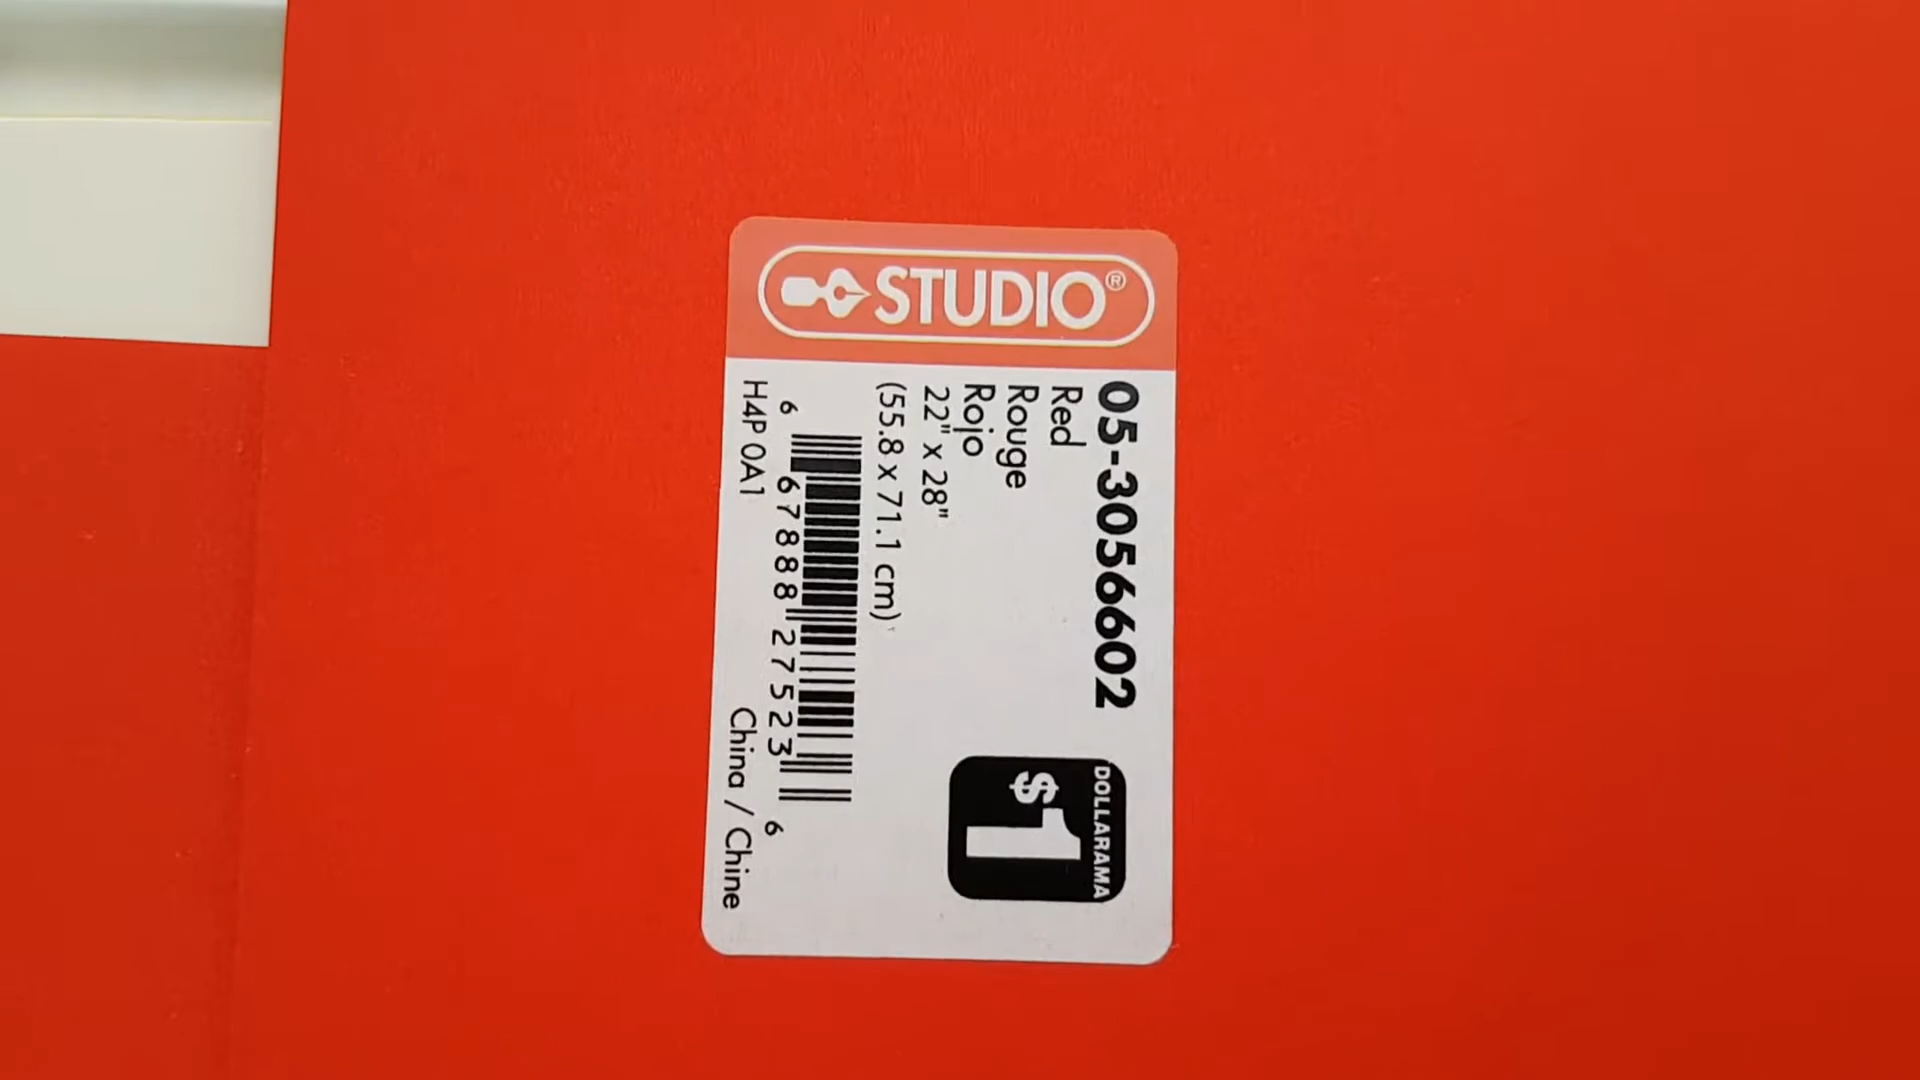 STUDIO®
05-3056602
Red
Rouge
Rojo
22" x 28"
(55.8 x 71.1 cm)
DOLLARAMA
$1
6 67888 27523 6
H4P 0A1
China / Chine